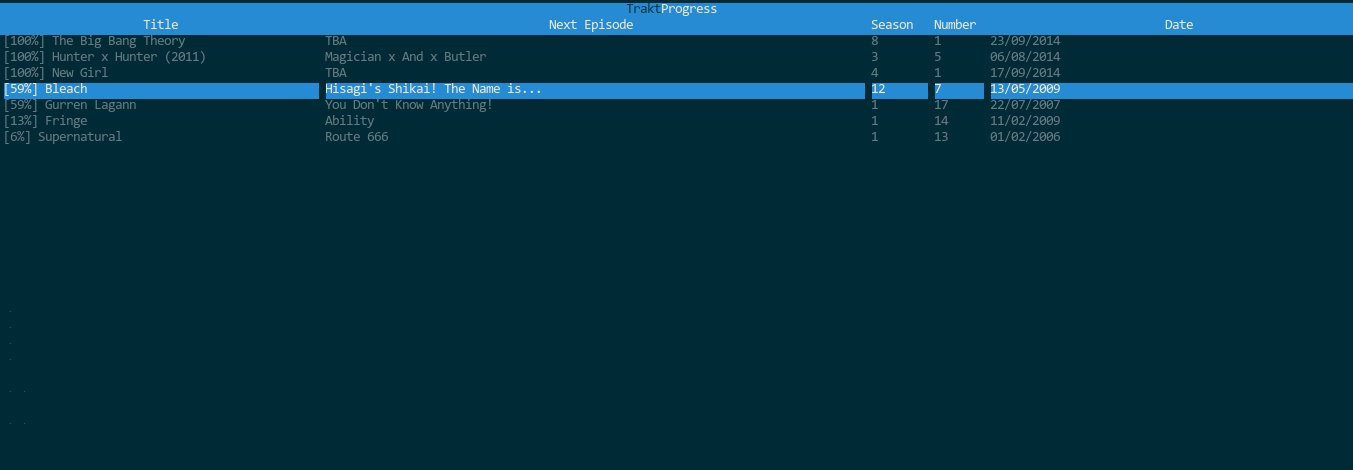 TraktProgress
Title Next Episode Season Number Date
[100%] The Big Bang Theory TBA 8 1 23/09/2014
[100%] Hunter x Hunter (2011) Magician x And x Butler 3 5 06/08/2014
[100%] New Girl TBA 4 1 17/09/2014
[59%] Bleach Hisagi's Shikai! The Name is... 12 7 13/05/2009
[59%] Gurren Lagann You Don't Know Anything! 1 17 22/07/2007
[13%] Fringe Ability 1 14 11/02/2009
[6%] Supernatural Route 666 1 13 01/02/2006